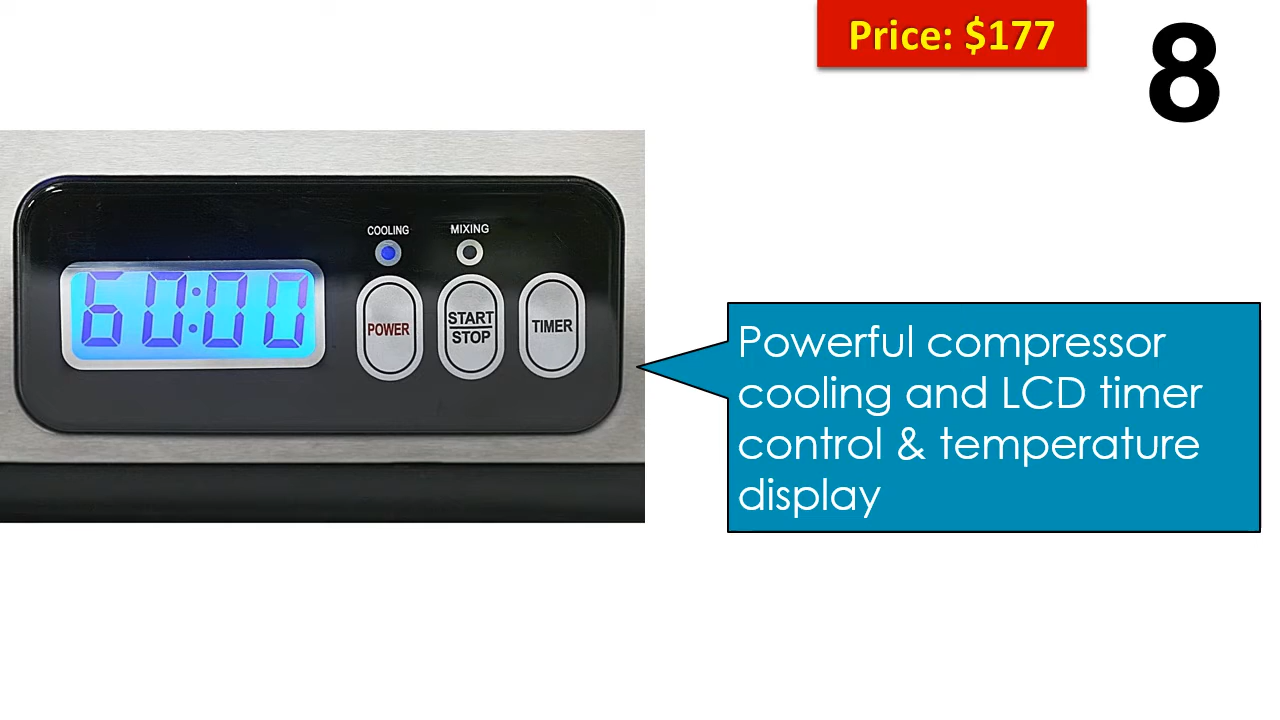 Price: $177
8
COOLING
MIXING
60:00
POWER
START
STOP
TIMER
Powerful compressor
cooling and LCD timer
control & temperature
display